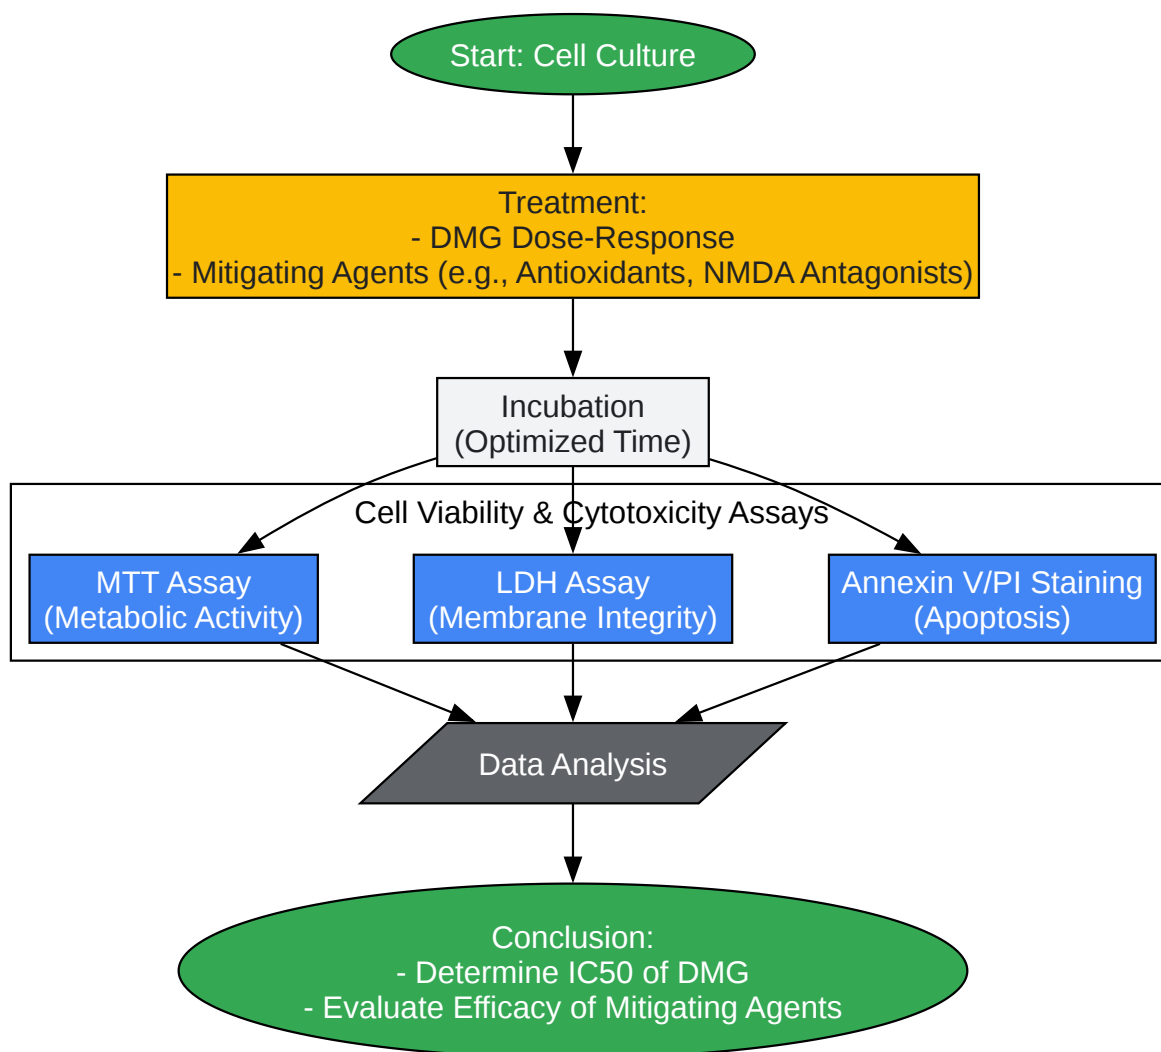 Start: Cell Culture
Treatment:
- DMG Dose-Response
- Mitigating Agents (e.g., Antioxidants, NMDA Antagonists)
Incubation
(Optimized Time)
Cell Viability & Cytotoxicity Assays
MTT Assay
(Metabolic Activity)
LDH Assay
(Membrane Integrity)
Annexin V/PI Staining
(Apoptosis)
Data Analysis
Conclusion:
- Determine IC50 of DMG
- Evaluate Efficacy of Mitigating Agents